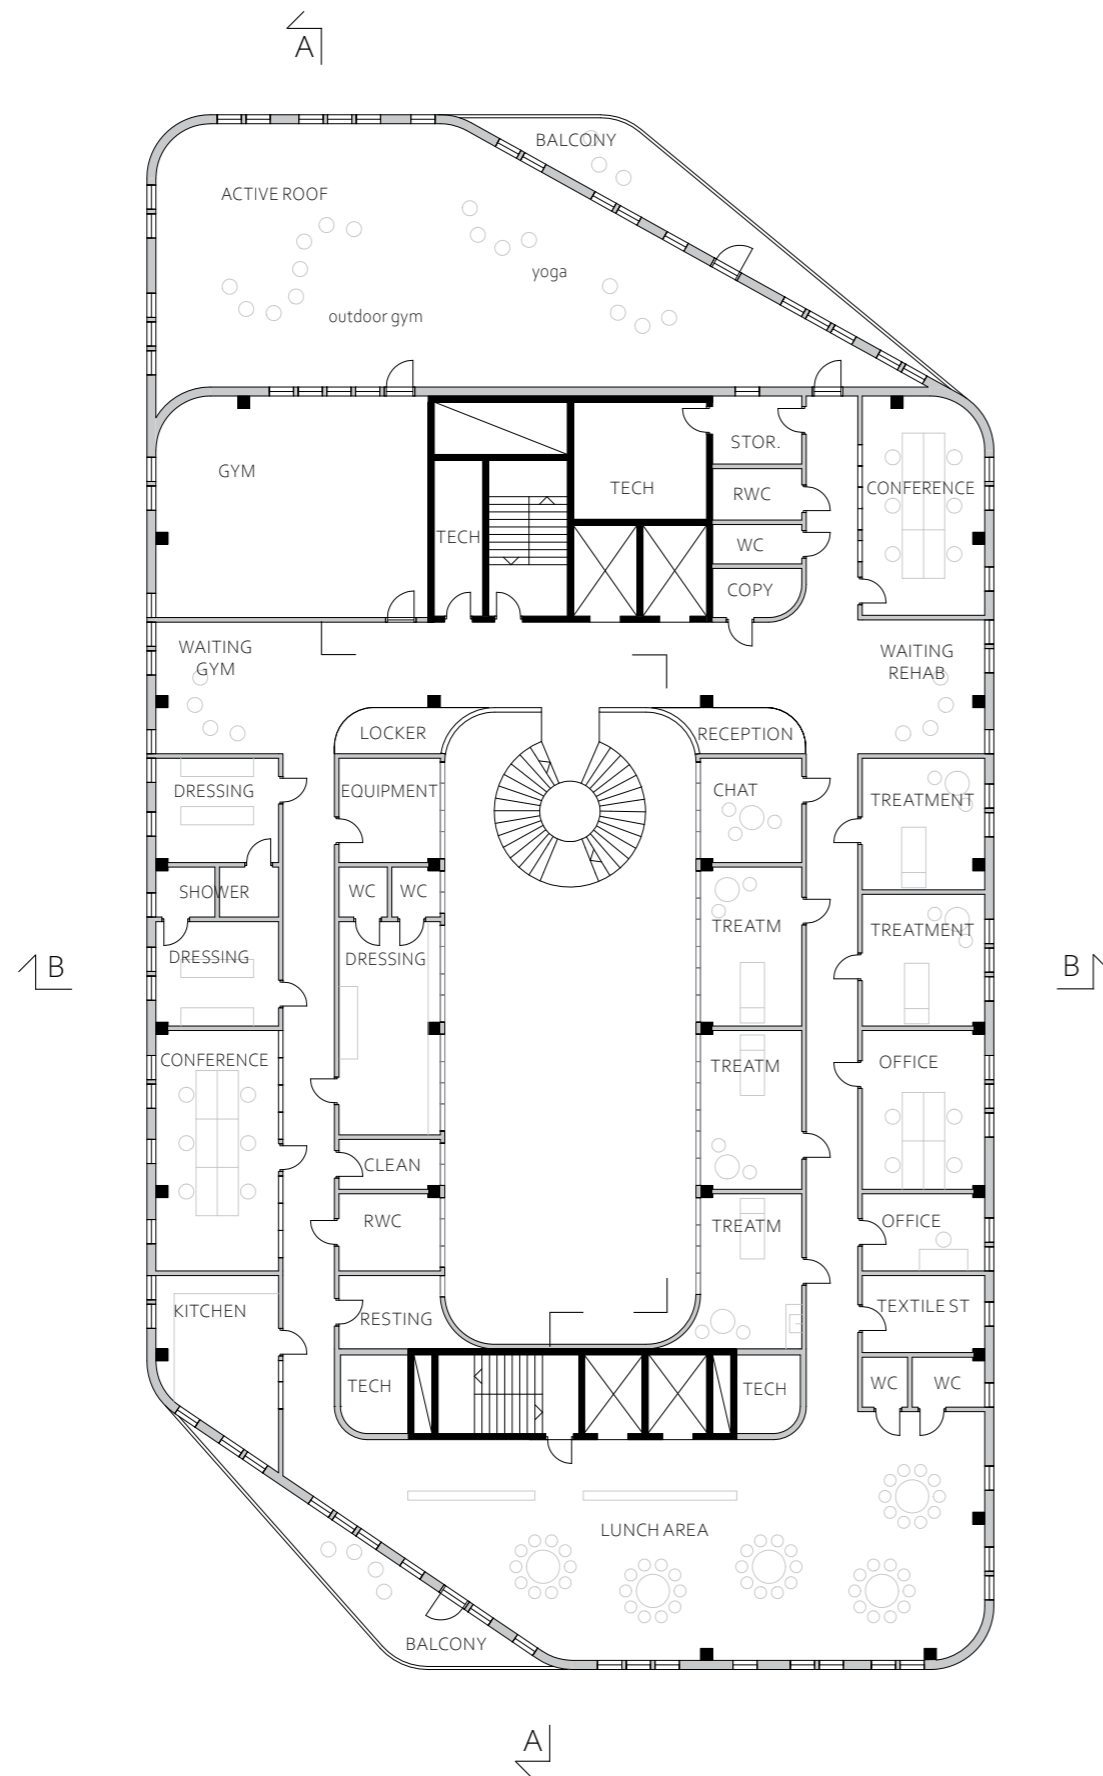 A
BALCONY
ACTIVE ROOF
yoga
outdoor gym
STOR.
GYM
TECH
CONFERENCE
RWC
TECH
WC
COPY
WAITING
GYM
WAITING
REHAB
LOCKER
RECEPTION
DRESSING
EQUIPMENT
CHAT
TREATMENT
SHOWER
WC
WC
TREATM
TREATMENT
DRESSING
DRESSING
B
B
CONFERENCE
TREATM
OFFICE
CLEAN
RWC
TREATM
OFFICE
KITCHEN
RESTING
TEXTILE ST
TECH
TECH
WC
WC
LUNCH AREA
BALCONY
A